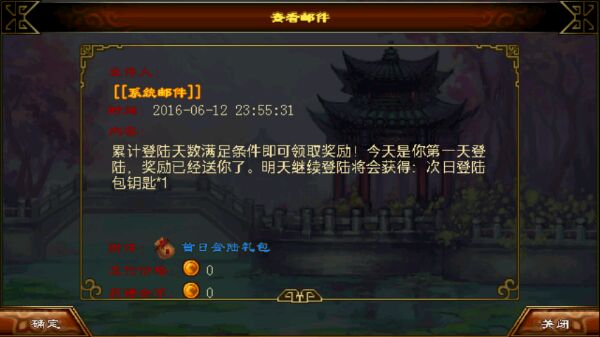 查看邮件
发件人:
[[系统邮件]]
时间: 2016-06-12 23:55:31
内容:
累计登陆天数满足条件即可领取奖励！今天是你第一天登
陆，奖励已经送你了。明天继续登陆将会获得：次日登陆
包钥匙*1
附件: 首日登陆礼包
0
0
确定
关闭